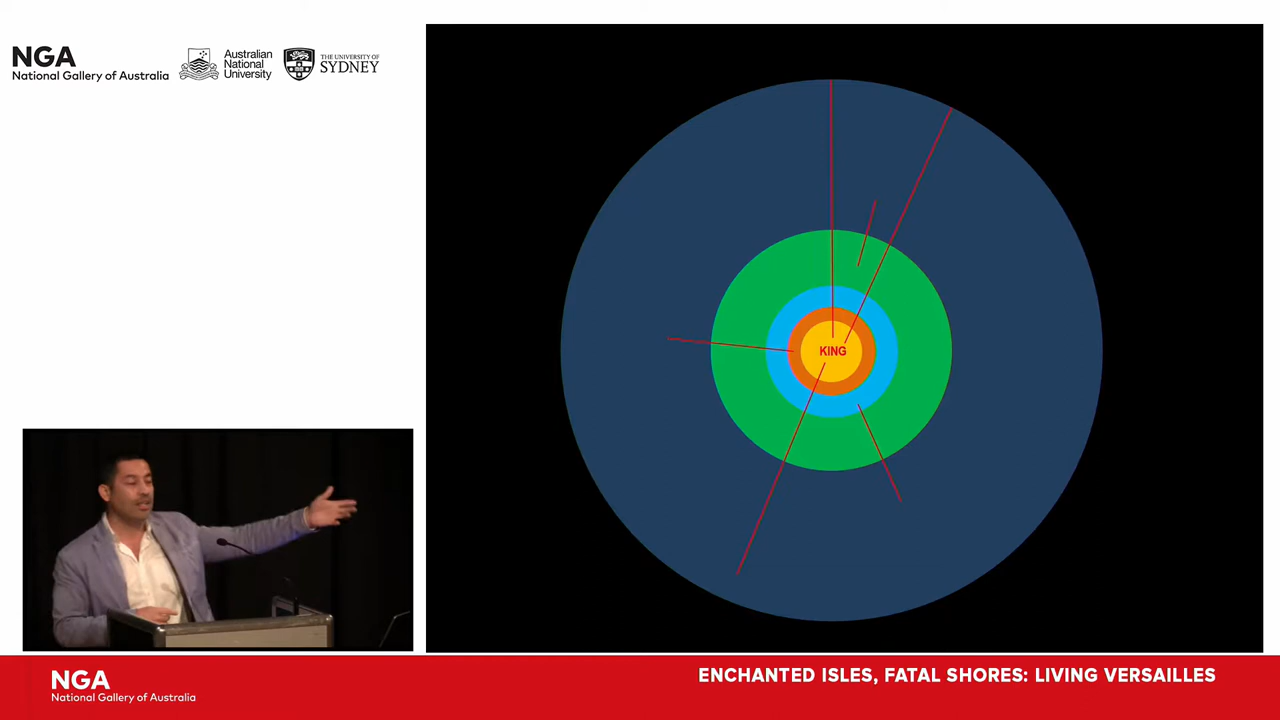 NGA
National Gallery of Australia
Australian
National
University
THE UNIVERSITY OF
SYDNEY
KING
NGA
National Gallery of Australia
ENCHANTED ISLES, FATAL SHORES: LIVING VERSAILLES